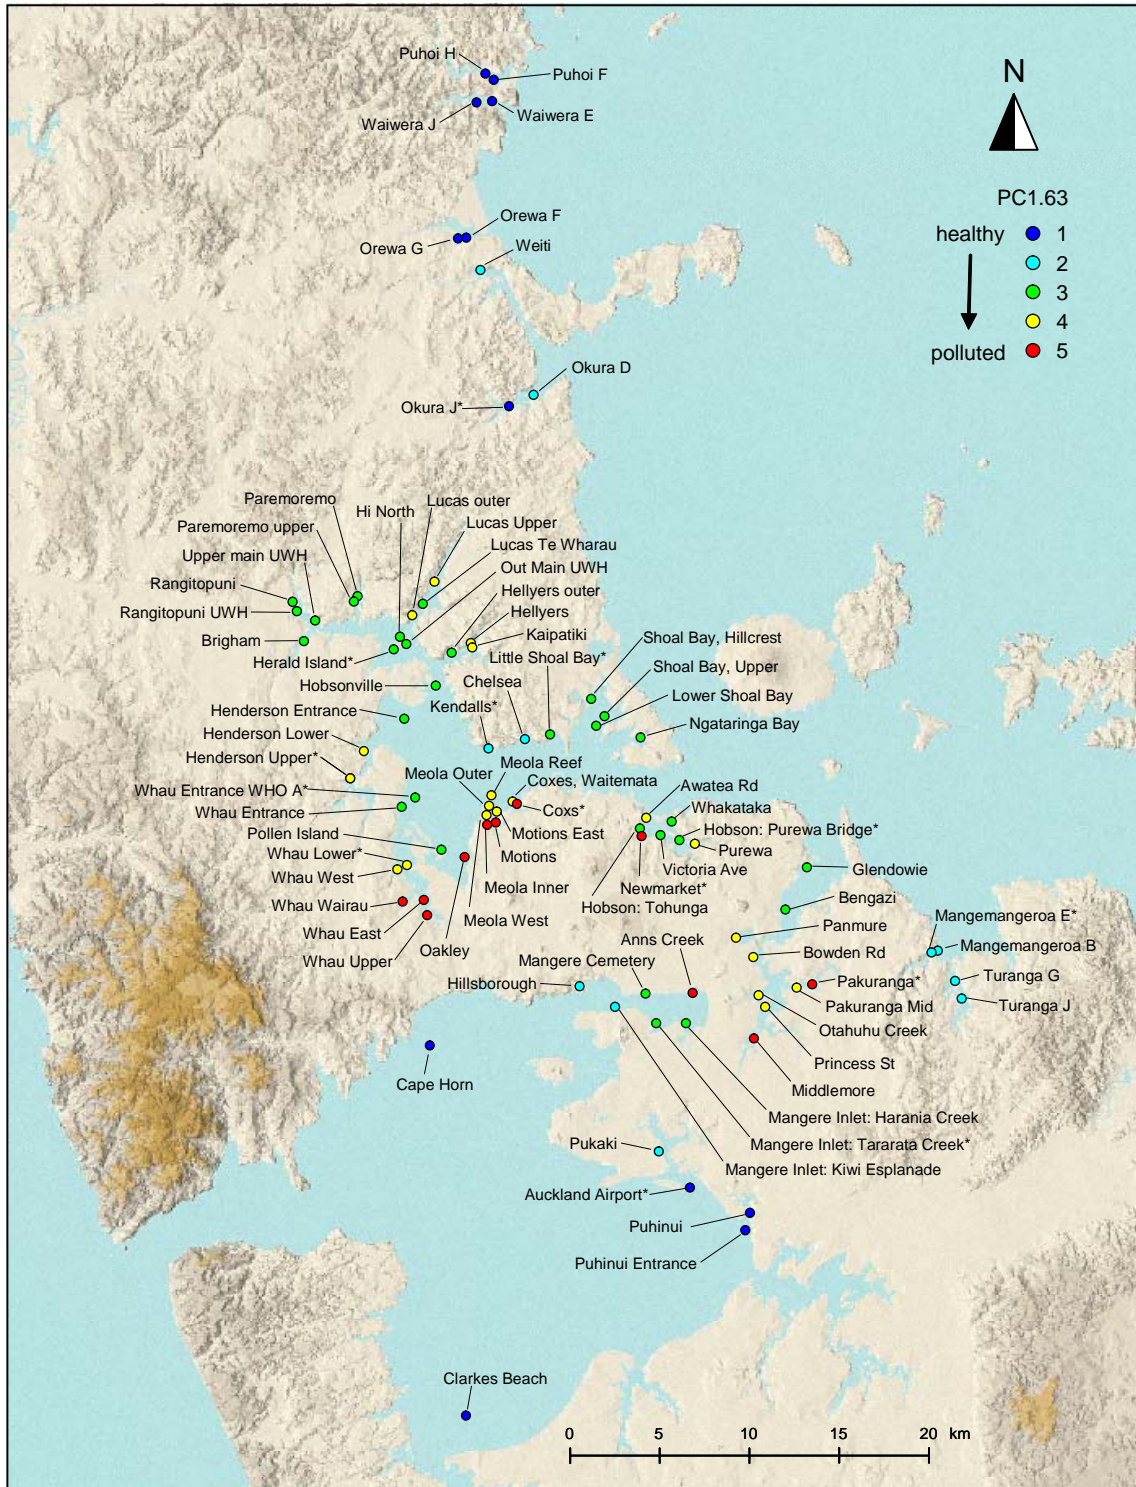 Puhoi H
Puhoi F
Waiwera J
Waiwera E
N
PC1.63
healthy
1
2
3
4
polluted
5
Orewa F
Orewa G
Weiti
Okura D
Okura J*
Paremoremo
Lucas outer
Hi North
Paremoremo upper
Lucas Upper
Upper main UWH
Lucas Te Wharau
Rangitopuni
Out Main UWH
Rangitopuni UWH
Hellyers outer
Hellyers
Brigham
Kaipatiki
Herald Island*
Little Shoal Bay*
Shoal Bay, Hillcrest
Shoal Bay, Upper
Hobsonville
Chelsea
Lower Shoal Bay
Kendalls*
Henderson Entrance
Ngataringa Bay
Henderson Lower
Henderson Upper*
Meola Reef
Meola Outer
Coxes, Waitemata
Awatea Rd
Whau Entrance WHO A*
Whakataka
Whau Entrance
Coxs*
Hobson: Purewa Bridge*
Pollen Island
Motions East
Purewa
Whau Lower*
Motions
Victoria Ave
Glendowie
Whau West
Meola Inner
Newmarket*
Bengazi
Whau Wairau
Hobson: Tohunga
Meola West
Panmure
Mangemangeroa E*
Whau East
Anns Creek
Mangemangeroa B
Oakley
Bowden Rd
Whau Upper
Mangere Cemetery
Turanga G
Hillsborough
Pakuranga*
Turanga J
Pakuranga Mid
Otahuhu Creek
Princess St
Cape Horn
Middlemore
Mangere Inlet: Harania Creek
Mangere Inlet: Tararata Creek*
Pukaki
Mangere Inlet: Kiwi Esplanade
Auckland Airport*
Puhinui
Puhinui Entrance
Clarkes Beach
0 5 10 15 20 km